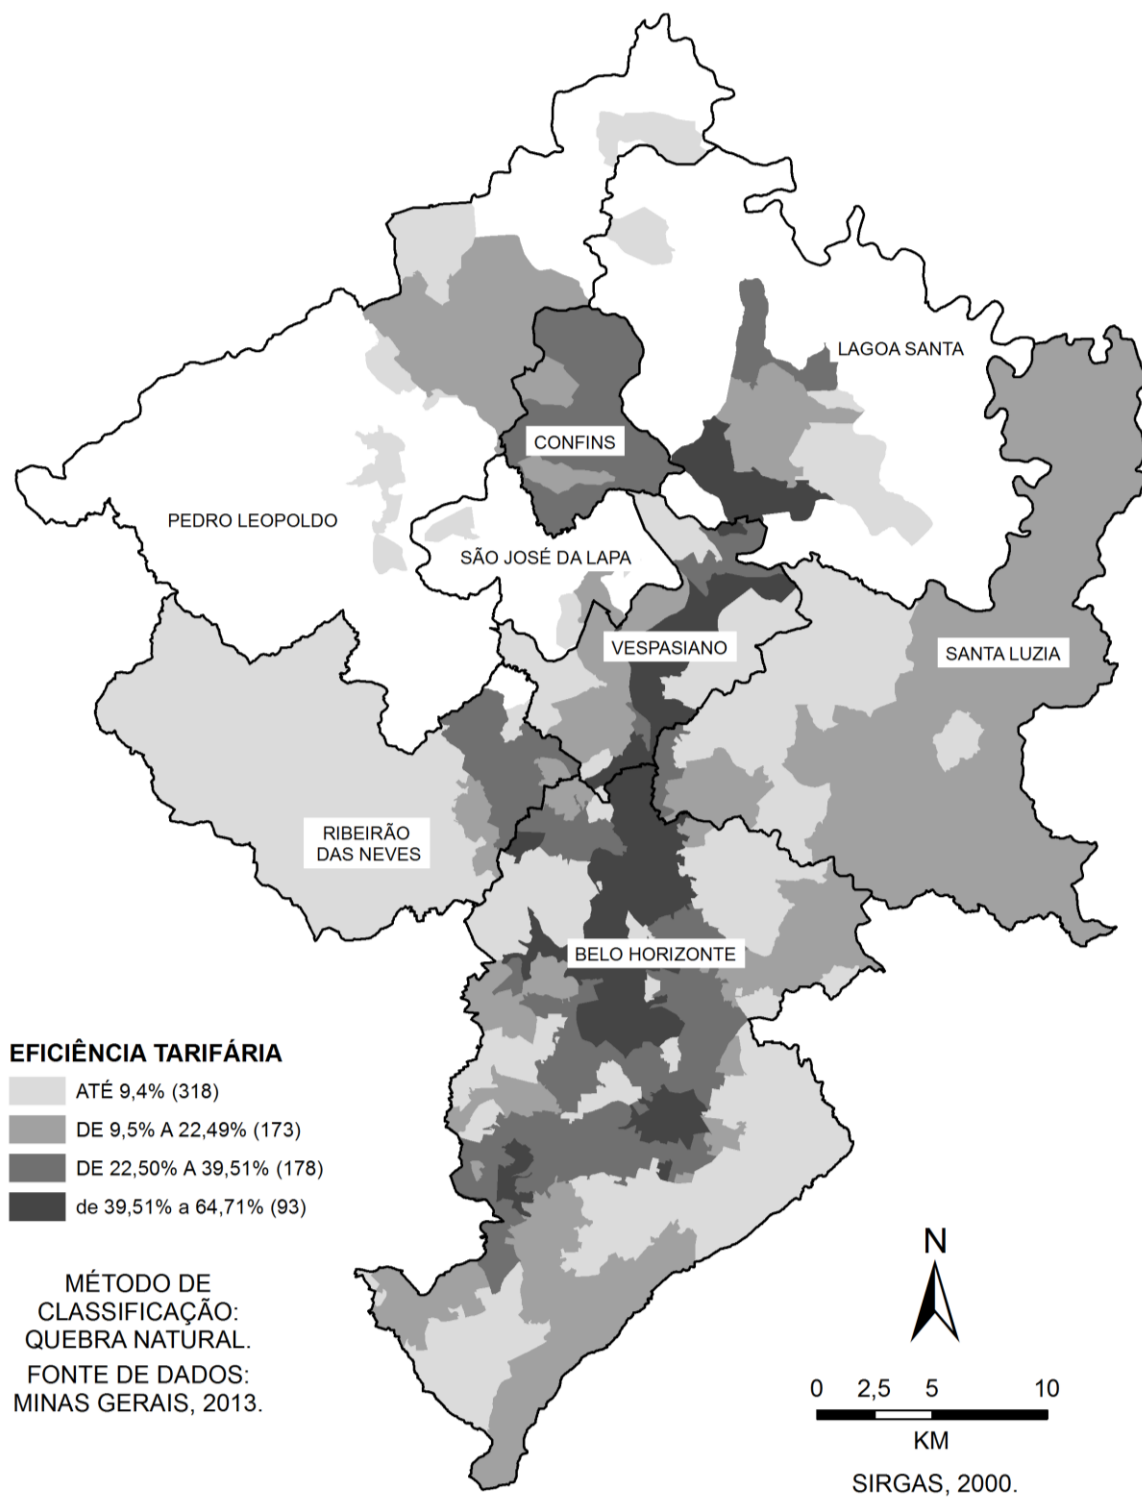 LAGOA SANTA
CONFINS
PEDRO LEOPOLDO
SÃO JOSÉ DA LAPA
VESPASIANO
SANTA LUZIA
RIBEIRÃO
DAS NEVES
BELO HORIZONTE
EFICIÊNCIA TARIFÁRIA
ATÉ 9,4% (318)
DE 9,5% A 22,49% (173)
DE 22,50% A 39,51% (178)
de 39,51% a 64,71% (93)
MÉTODO DE
CLASSIFICAÇÃO:
QUEBRA NATURAL.
FONTE DE DADOS:
MINAS GERAIS, 2013.
N
0 2,5 5 10
KM
SIRGAS, 2000.